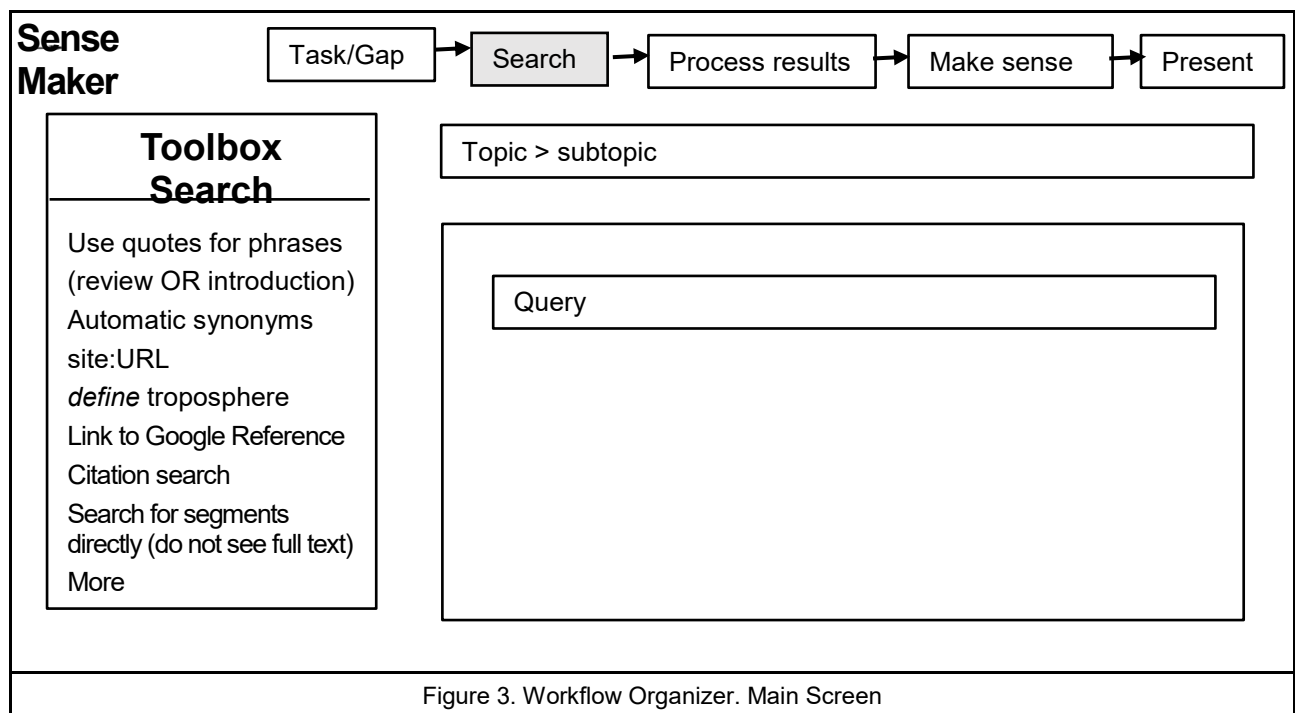 Sense
Maker
Task/Gap
Search
Process results
Make sense
Present
Toolbox
Search
Use quotes for phrases
(review OR introduction)
Automatic synonyms
site:URL
define troposphere
Link to Google Reference
Citation search
Search for segments
directly (do not see full text)
More
Topic > subtopic
Query
Figure 3. Workflow Organizer. Main Screen